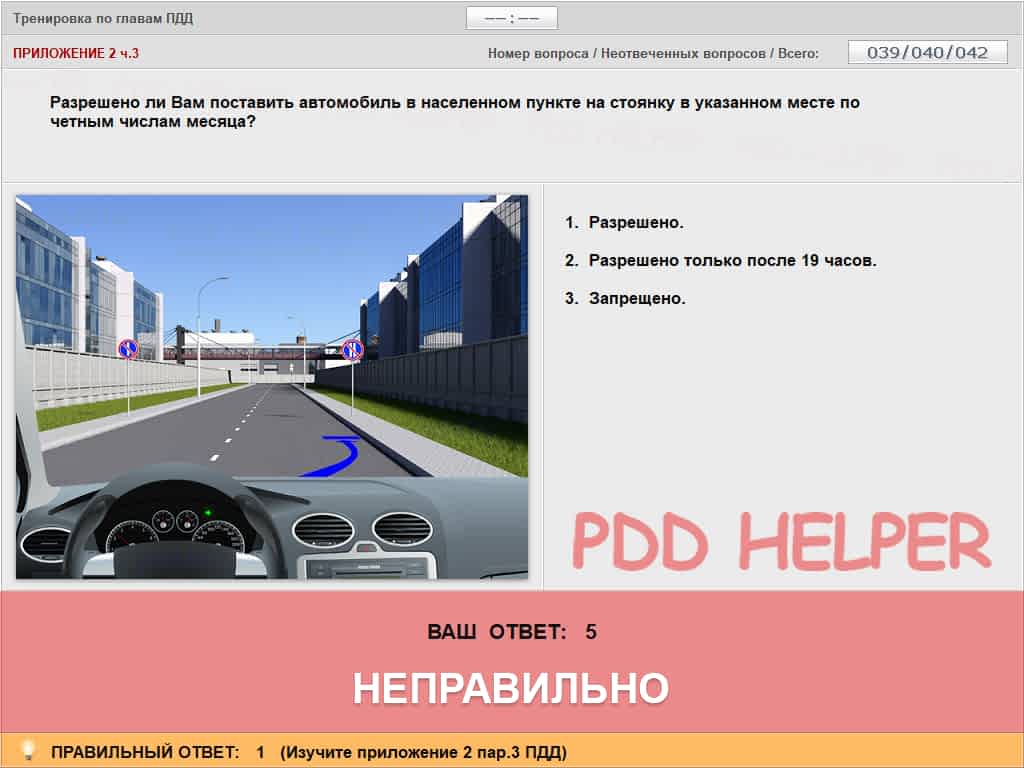 Тренировка по главам ПДД
—— : ——
ПРИЛОЖЕНИЕ 2 ч.3
Номер вопроса / Неотвеченных вопросов / Всего:
039/040/042
Разрешено ли Вам поставить автомобиль в населенном пункте на стоянку в указанном месте по
четным числам месяца?
1. Разрешено.
2. Разрешено только после 19 часов.
3. Запрещено.
PDD HELPER
ВАШ ОТВЕТ: 5
НЕПРАВИЛЬНО
ПРАВИЛЬНЫЙ ОТВЕТ: 1 (Изучите приложение 2 пар.3 ПДД)